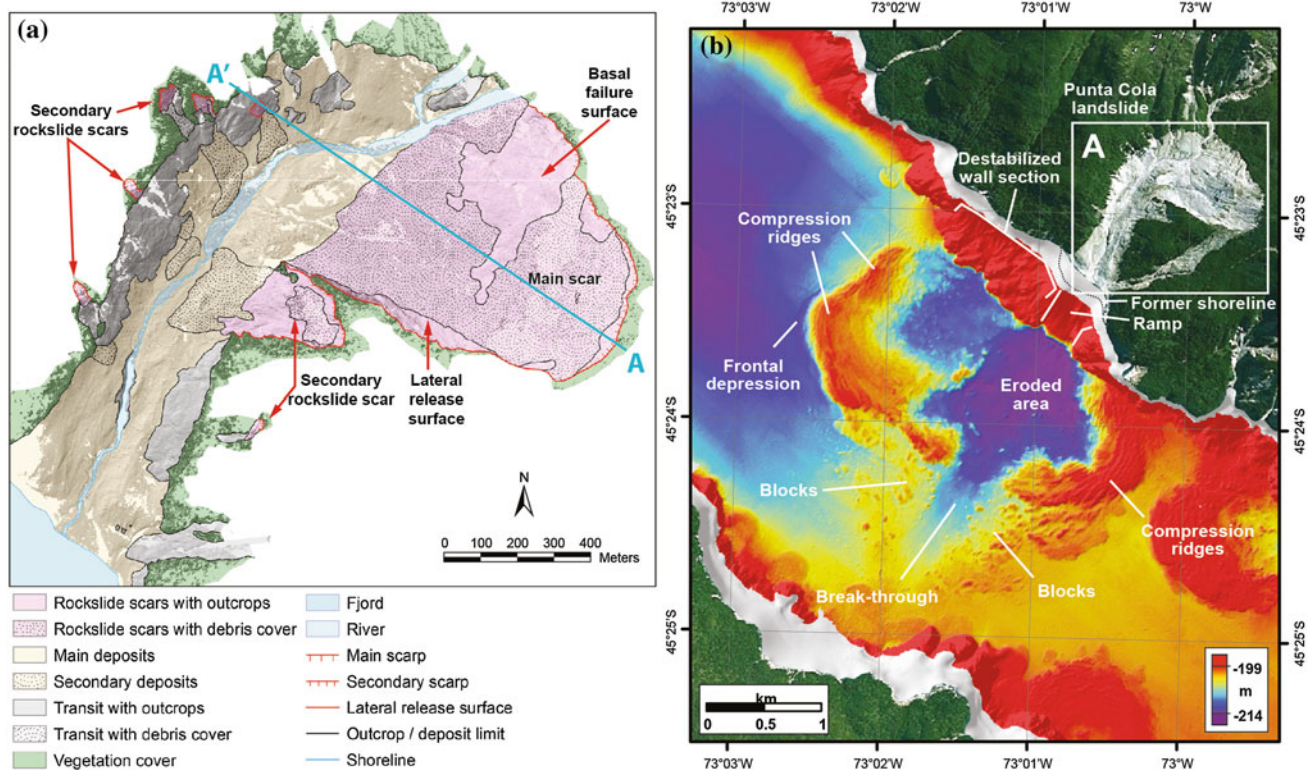 (a)
A'
Secondary
rockslide scars
Basal
failure
surface
Main scar
A
Secondary
rockslide scar
Lateral
release
surface
N
0 100 200 300 400
Meters
Rockslide scars with outcrops
Rockslide scars with debris cover
Main deposits
Secondary deposits
Transit with outcrops
Transit with debris cover
Vegetation cover
Fjord
River
Main scarp
Secondary scarp
Lateral release surface
Outcrop / deposit limit
Shoreline
73°03'W 73°02'W 73°01'W 73°W
(b)
Punta Cola
landslide
A
Destabilized
wall section
45°23'S
45°23'S
Compression
ridges
Former shoreline
Ramp
Frontal
depression
Eroded
area
45°24'S
45°24'S
Blocks
Compression
ridges
Break-through
Blocks
45°25'S
45°25'S
km
0 0.5 1
-199
m
-214
73°03'W 73°02'W 73°01'W 73°W